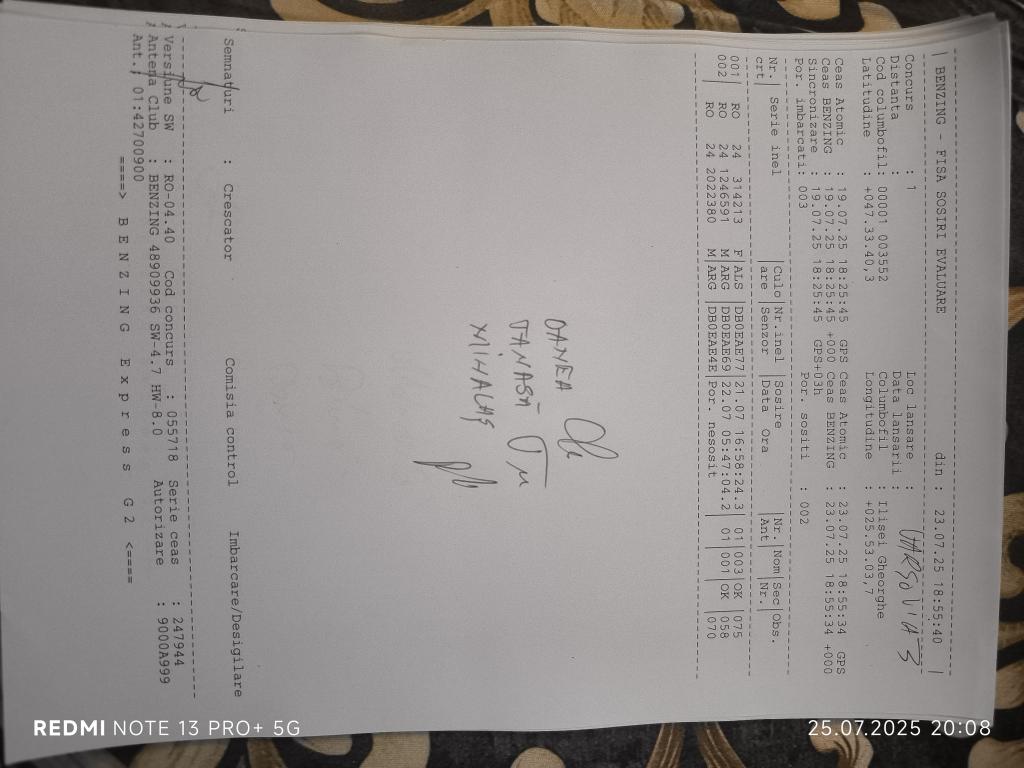 | BENZING - FISA SOSIRI EVALUARE din : 23.07.25 18:55:40 |
Concurs : 1 Loc lansare : VARSOVIA 3
Distanta : Data lansarii :
Cod columbofil: 00001 003552 Columbofil : Ilisei Gheorghe
Latitudine : +047.33.40,3 Longitudine : +025.53.03,7
Ceas Atomic : 19.07.25 18:25:45 GPS Ceas Atomic : 23.07.25 18:55:34 GPS
Ceas BENZING : 19.07.25 18:25:45 +000 Ceas BENZING : 23.07.25 18:55:34 +000
Sincronizare : 19.07.25 18:25:45 GPS+03h
Por. imbarcati: 003 Por. sositi : 002
Nr.| Serie inel |Culo|Nr.inel| Sosire |Nr.|Nom|Sec|Obs.
crt| |are |Senzor |Data Ora |Ant| |Nr.|
001| RO 24 314213 F|ALS |DB0EAE77|21.07 16:58:24.3| 01|003|OK |075
002| RO 24 1246591 M|ARG |DB0EAE69|22.07 05:47:04.2| 01|001|OK |058
RO 24 2022380 M|ARG |DB0EAE4E|Por. nesosit | | | |070
DANEA
TĂNASĂ
MIHALAȘ
Semnaturi : Crescator Comisia control Imbarcare/Desigilare
Versiune SW : RO-04.40 Cod concurs : 055718 Serie ceas : 247944
Antena Club : BENZING 48909936 SW-4.7 HW-8.0 Autorizare : 9000A999
Ant.| 01:42700900
====> B E N Z I N G E x p r e s s G 2 <====
REDMI NOTE 13 PRO+ 5G
25.07.2025 20:08